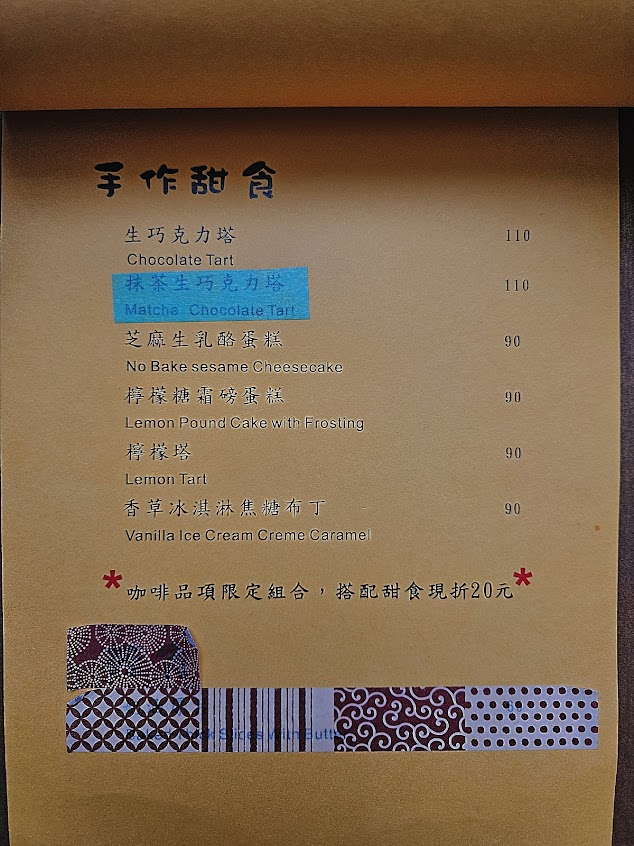 手作甜食
生巧克力塔 110
Chocolate Tart
抹茶生巧克力塔 110
Matcha Chocolate Tart
芝麻生乳酪蛋糕 90
No Bake sesame Cheesecake
檸檬糖霜磅蛋糕 90
Lemon Pound Cake with Frosting
檸檬塔 90
Lemon Tart
香草冰淇淋焦糖布丁 90
Vanilla Ice Cream Creme Caramel
*咖啡品項限定組合，搭配甜食現折20元*
Slices With